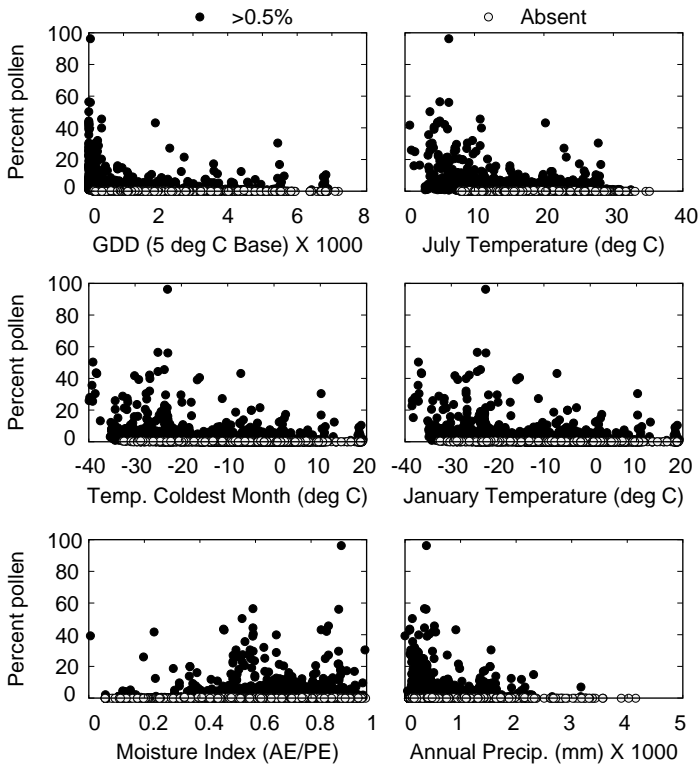 >0.5%
Absent
Percent pollen
100
80
60
40
20
0
0 2 4 6 8
GDD (5 deg C Base) X 1000
0 10 20 30 40
July Temperature (deg C)
Percent pollen
100
80
60
40
20
0
-40 -30 -20 -10 0 10 20
Temp. Coldest Month (deg C)
-40 -30 -20 -10 0 10 20
January Temperature (deg C)
Percent pollen
100
80
60
40
20
0
0 0.2 0.4 0.6 0.8 1
Moisture Index (AE/PE)
0 1 2 3 4 5
Annual Precip. (mm) X 1000